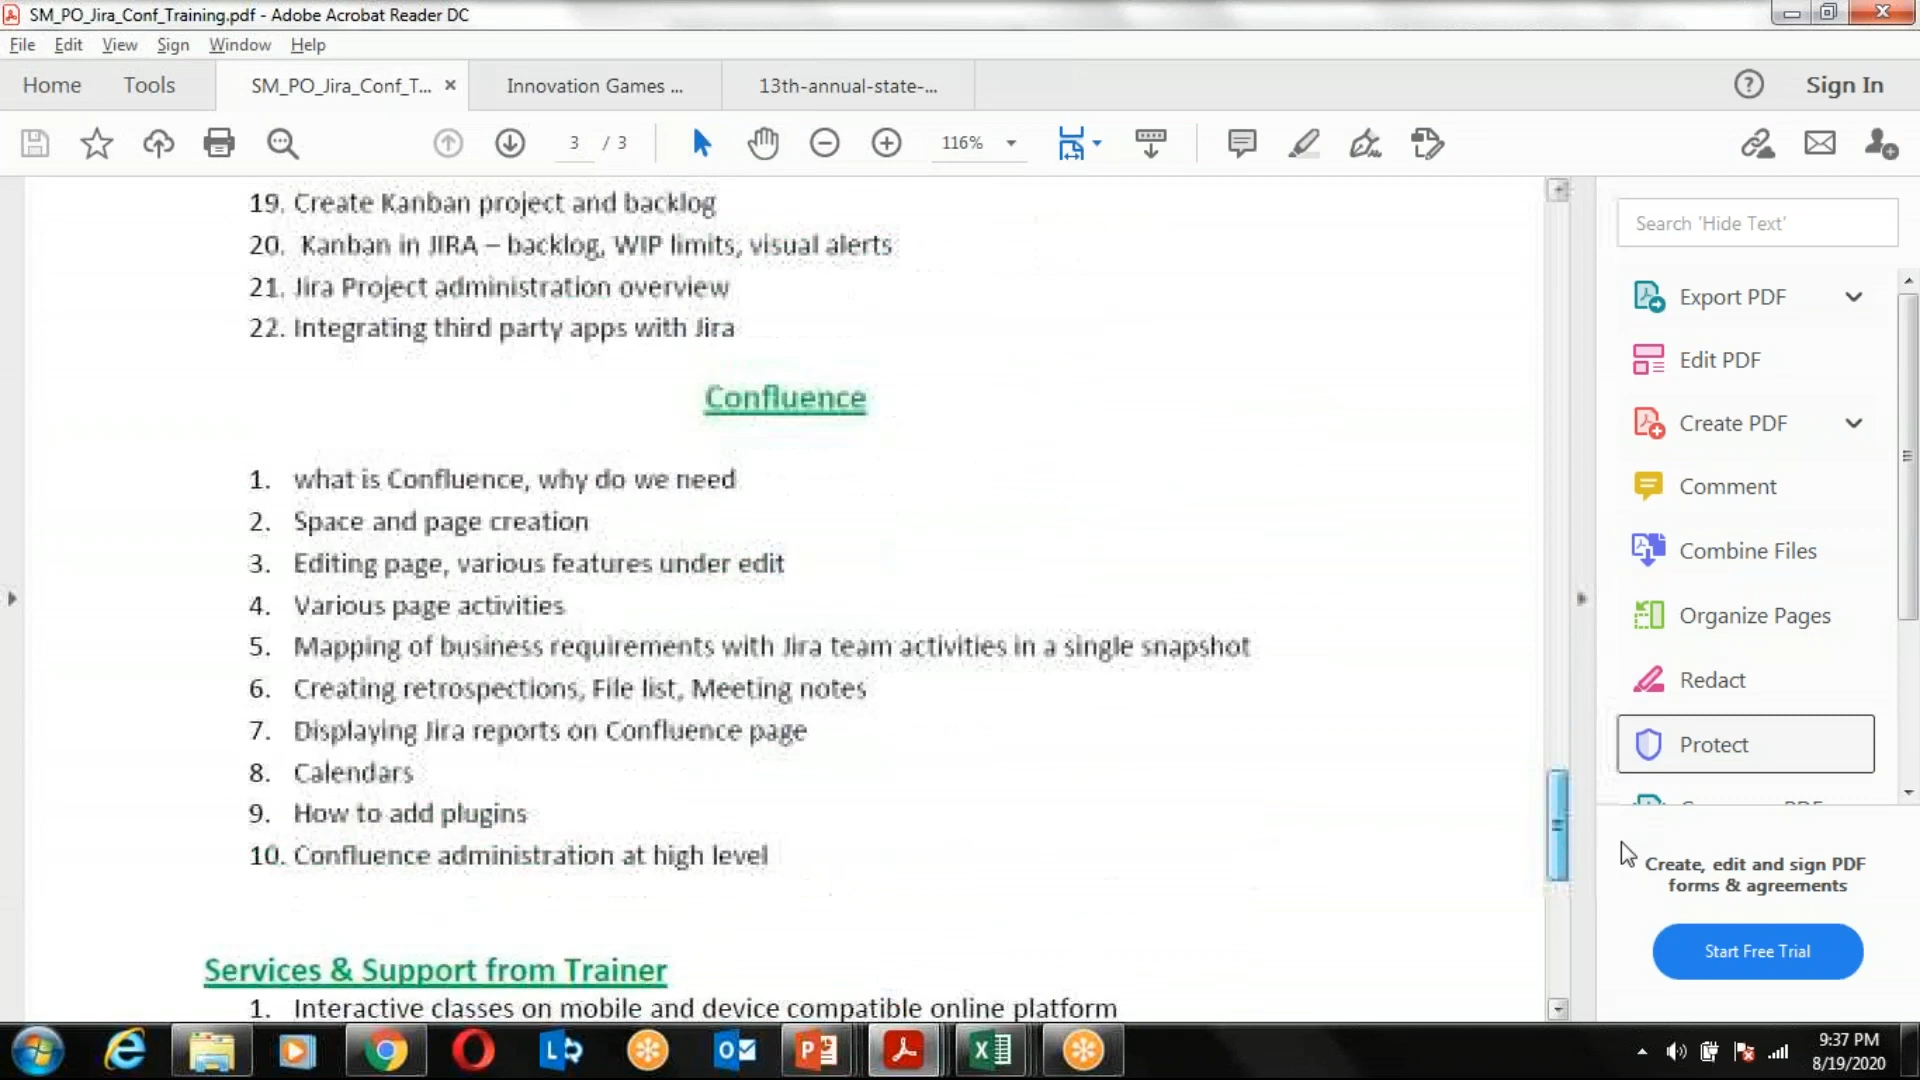 SM_PO_Jira_Conf_Training.pdf - Adobe Acrobat Reader DC
File Edit View Sign Window Help
Home Tools SM_PO_Jira_Conf_T... Innovation Games ... 13th-annual-state-... Sign In
3 / 3 116%
19. Create Kanban project and backlog
20. Kanban in JIRA – backlog, WIP limits, visual alerts
21. Jira Project administration overview
22. Integrating third party apps with Jira
Confluence
1. what is Confluence, why do we need
2. Space and page creation
3. Editing page, various features under edit
4. Various page activities
5. Mapping of business requirements with Jira team activities in a single snapshot
6. Creating retrospections, File list, Meeting notes
7. Displaying Jira reports on Confluence page
8. Calendars
9. How to add plugins
10. Confluence administration at high level
Services & Support from Trainer
1. Interactive classes on mobile and device compatible online platform
Search 'Hide Text'
Export PDF
Edit PDF
Create PDF
Comment
Combine Files
Organize Pages
Redact
Protect
Create, edit and sign PDF
forms & agreements
Start Free Trial
9:37 PM
8/19/2020